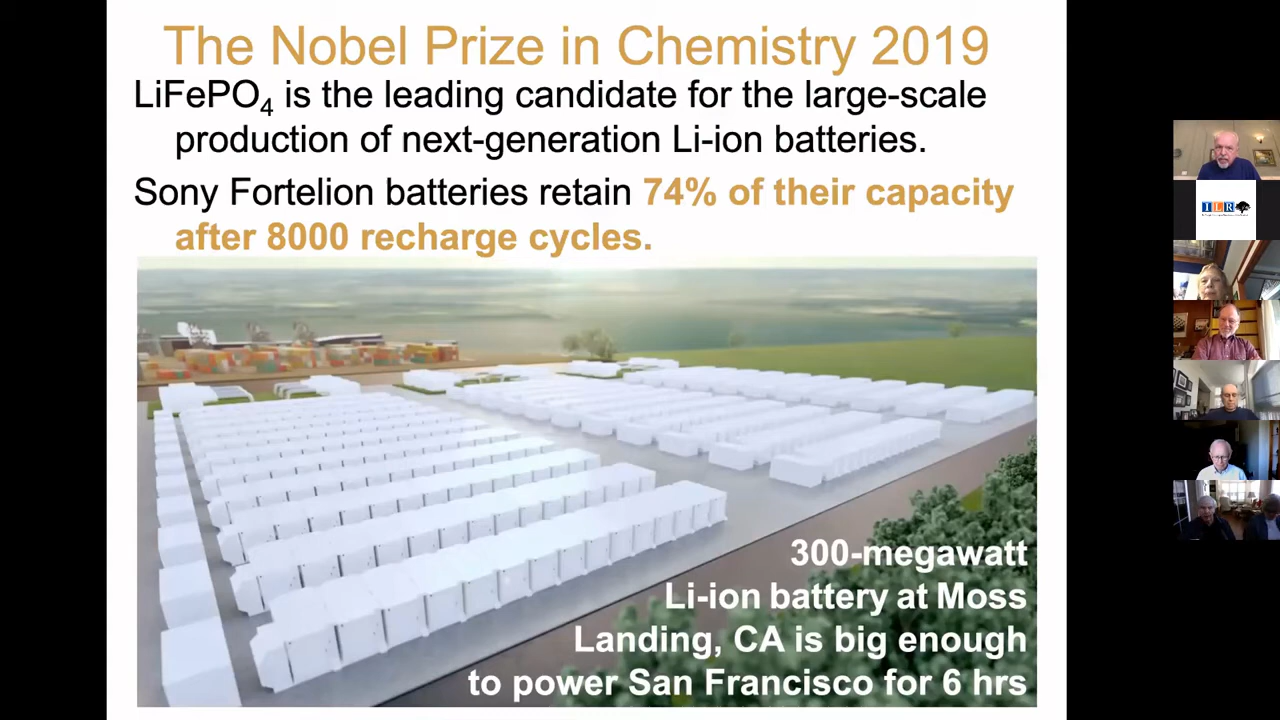 The Nobel Prize in Chemistry 2019
LiFePO₄ is the leading candidate for the large-scale
production of next-generation Li-ion batteries.
Sony Fortelion batteries retain 74% of their capacity
after 8000 recharge cycles.
300-megawatt
Li-ion battery at Moss
Landing, CA is big enough
to power San Francisco for 6 hrs
ILR